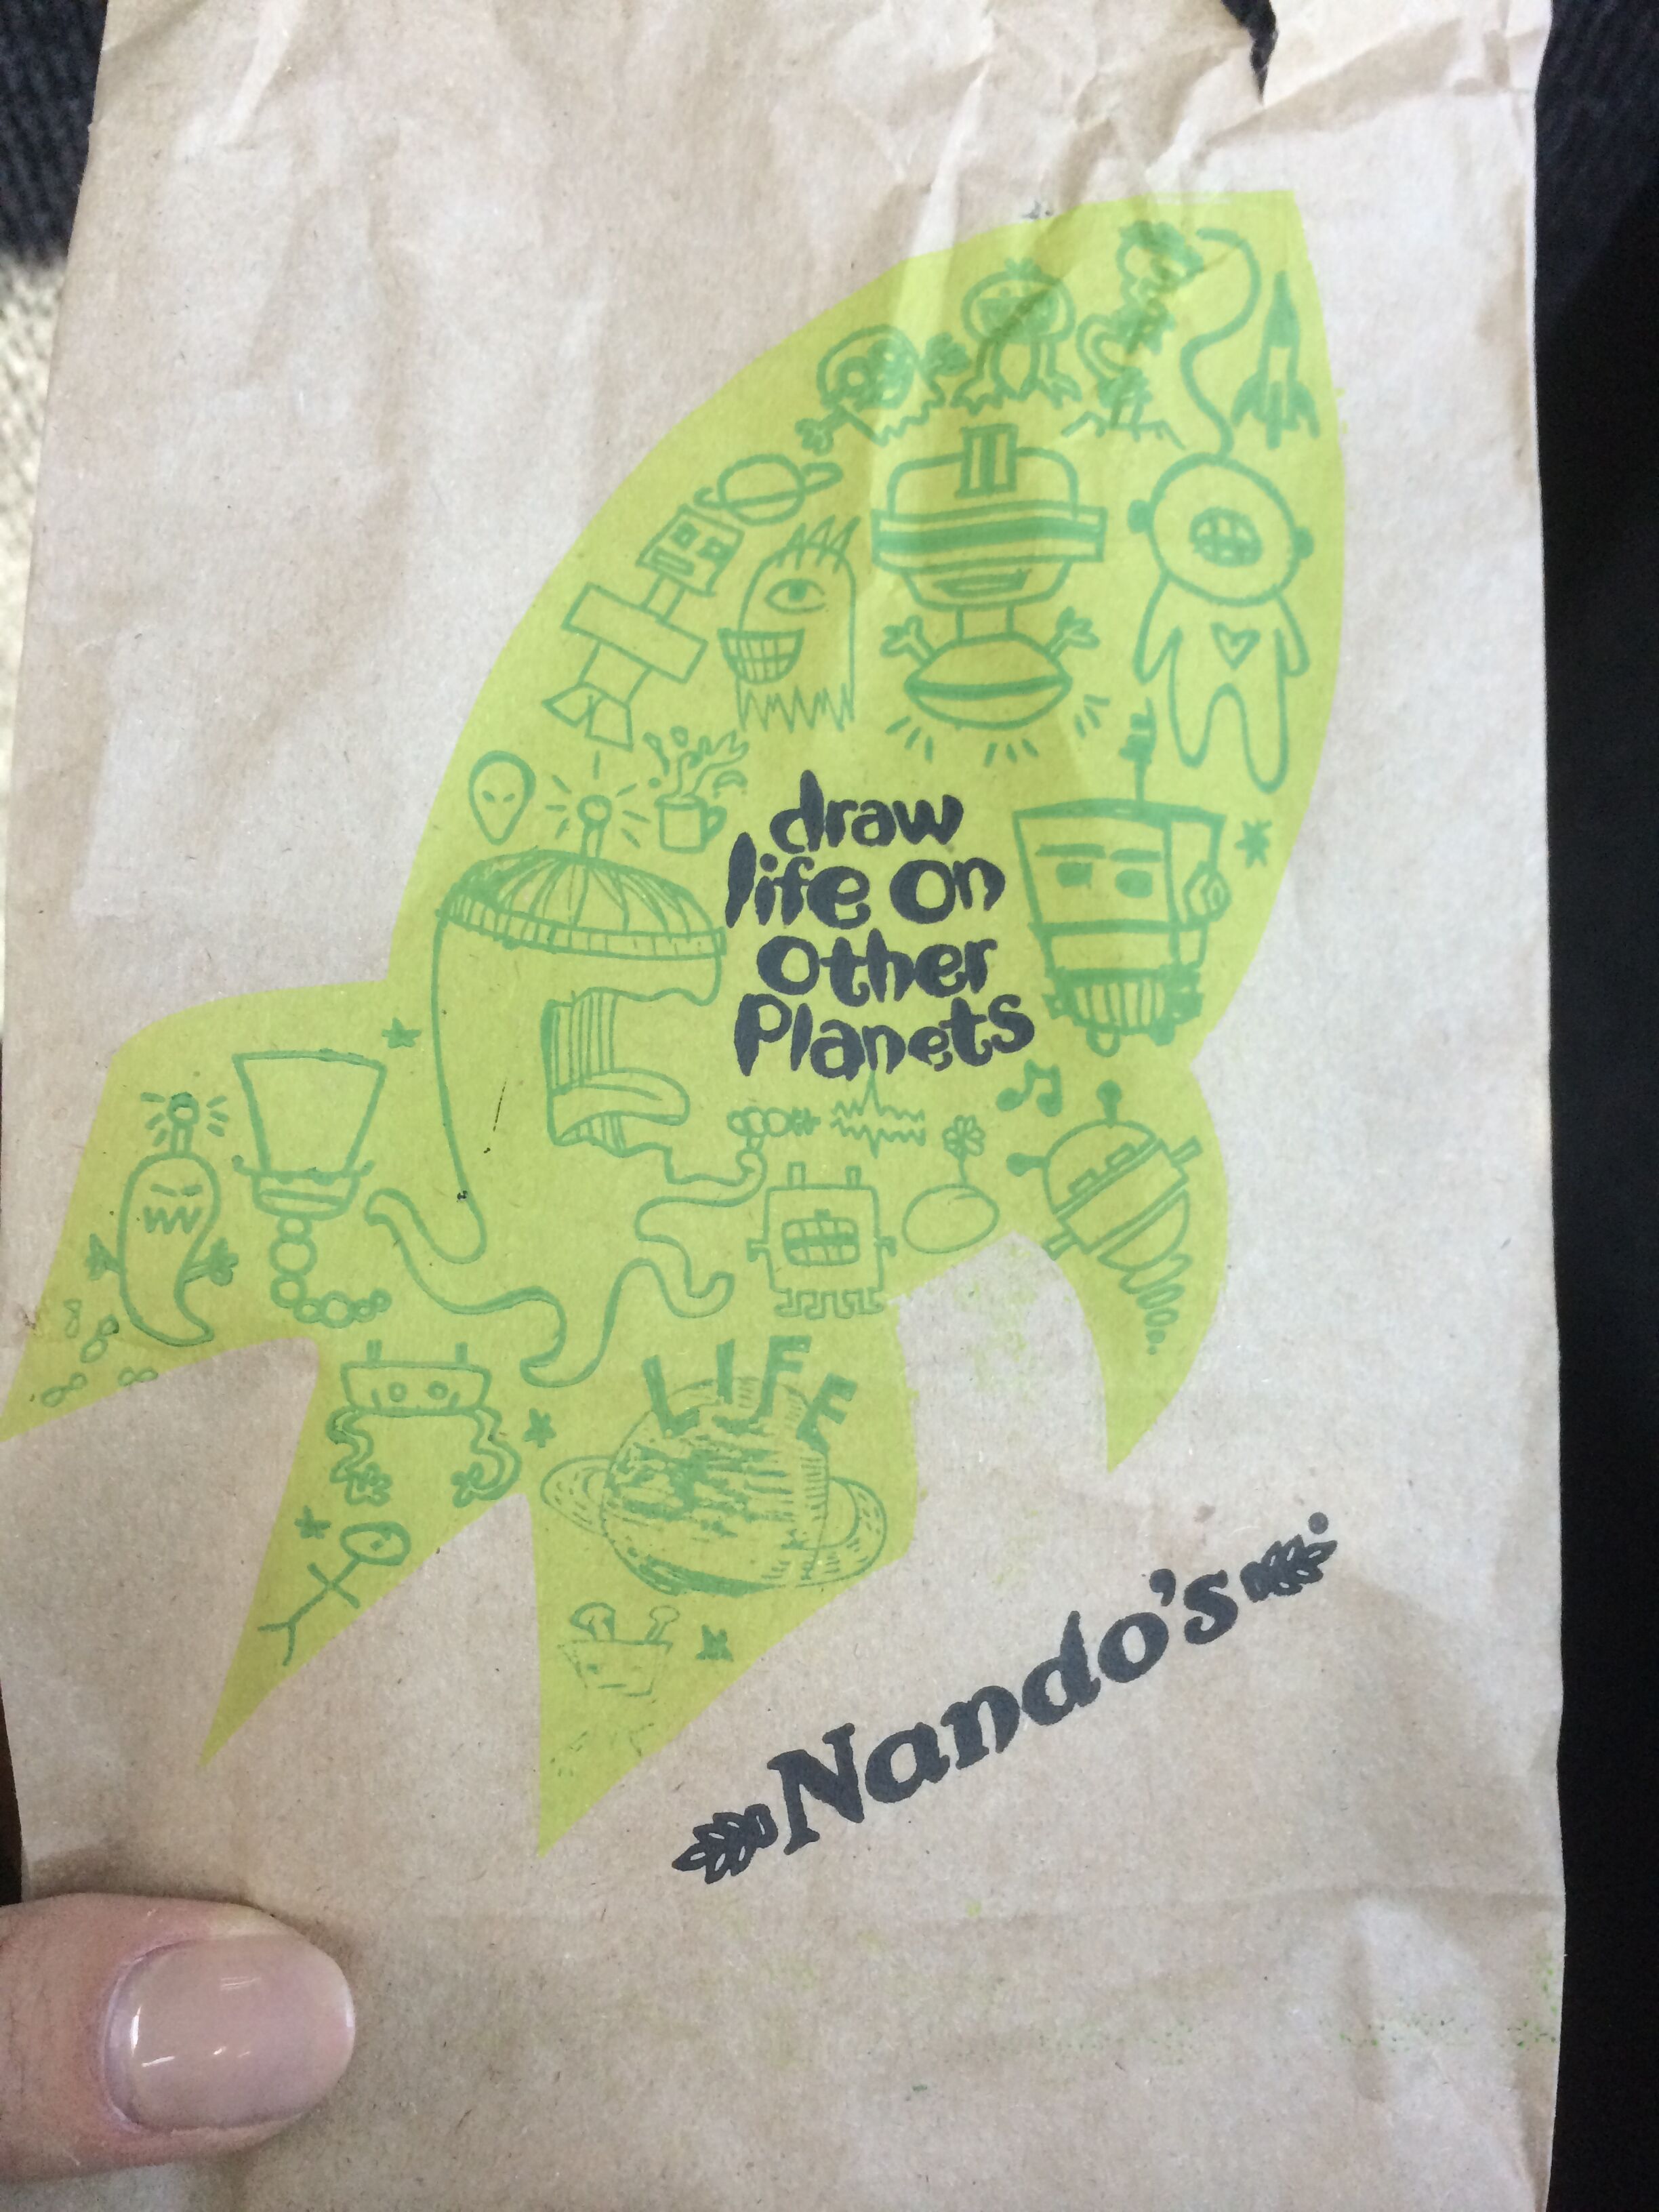 draw
life on
other
Planets
LIFE
Nando's